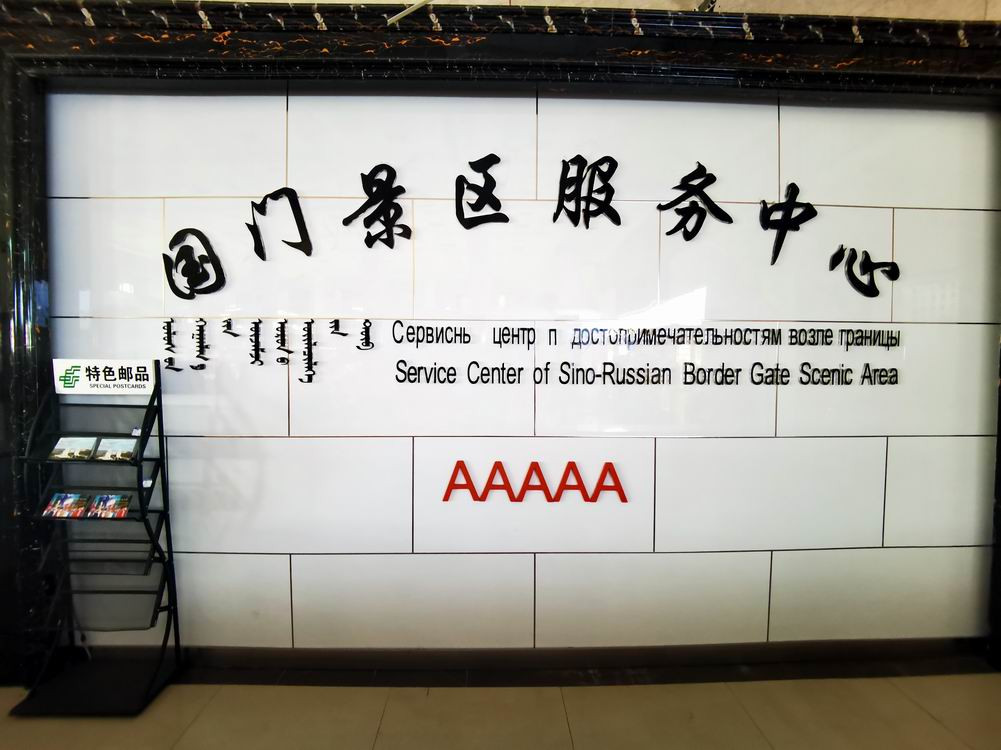 国门景区服务中心
Сервиснь центр п достопримечательностям возле границы
Service Center of Sino-Russian Border Gate Scenic Area
AAAAA
特色邮品
SPECIAL POSTCARDS